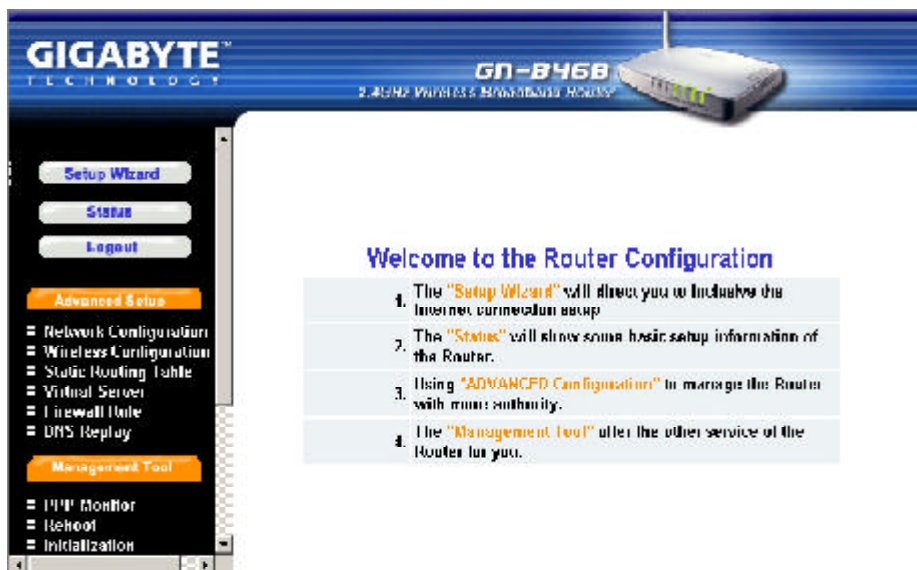 GIGABYTE™
TECHNOLOGY
GN-B46B
2.4GHz Wireless Broadband Router
Setup Wizard
Status
Logout
Advanced Setup
Network Configuration
Wireless Configuration
Static Routing Table
Virtual Server
Firewall Rule
DNS Replay
Management Tool
PPP Monitor
Reboot
Initialization
Welcome to the Router Configuration
1. The "Setup Wizard" will direct you to Inclusive the
Internet connection setup
2. The "Status" will show some basic setup information of
the Router.
3. Using "ADVANCED Configuration" to manage the Router
with more authority.
4. The "Management Tool" offer the other service of the
Router for you.